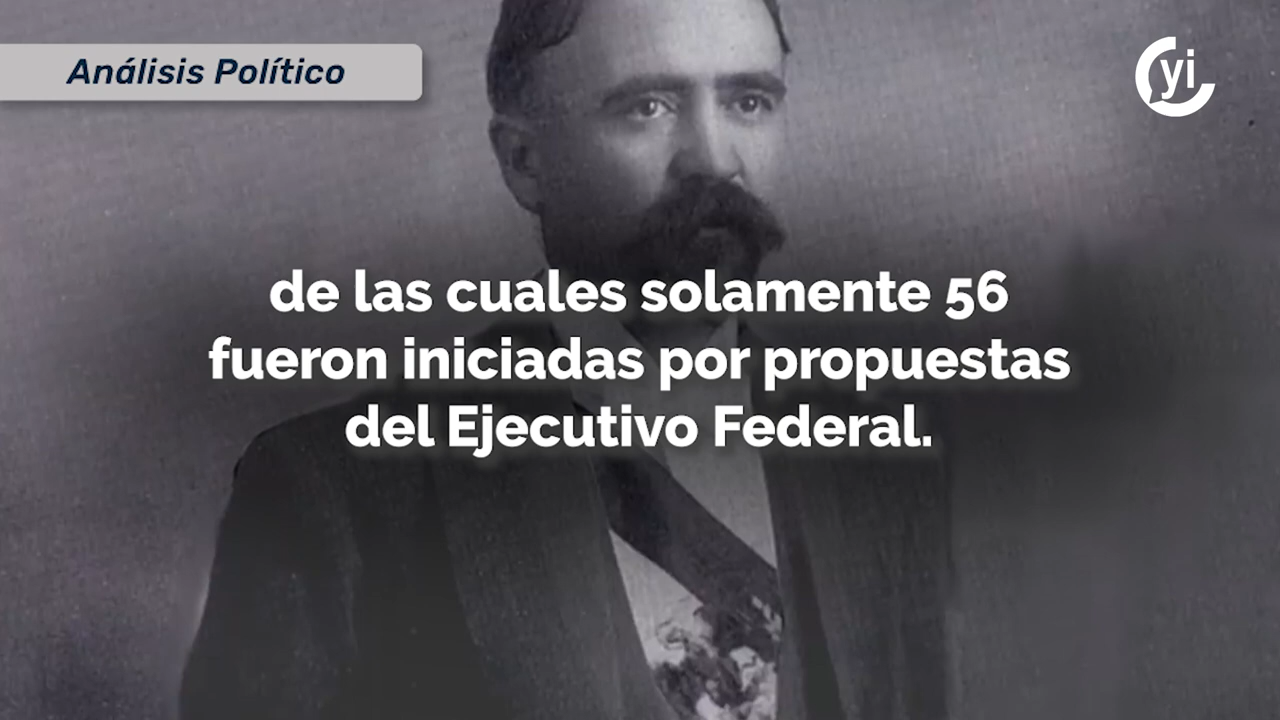 Análisis Político
yi
de las cuales solamente 56
fueron iniciadas por propuestas
del Ejecutivo Federal.